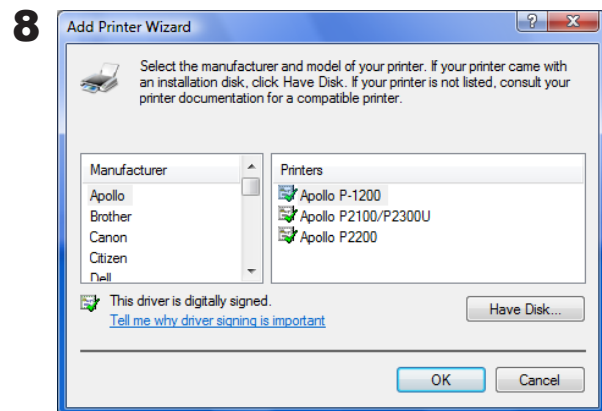 8
Add Printer Wizard
Select the manufacturer and model of your printer. If your printer came with
an installation disk, click Have Disk. If your printer is not listed, consult your
printer documentation for a compatible printer.
Manufacturer
Apollo
Brother
Canon
Citizen
Dell
Printers
Apollo P-1200
Apollo P2100/P2300U
Apollo P2200
This driver is digitally signed.
Tell me why driver signing is important
Have Disk...
OK
Cancel